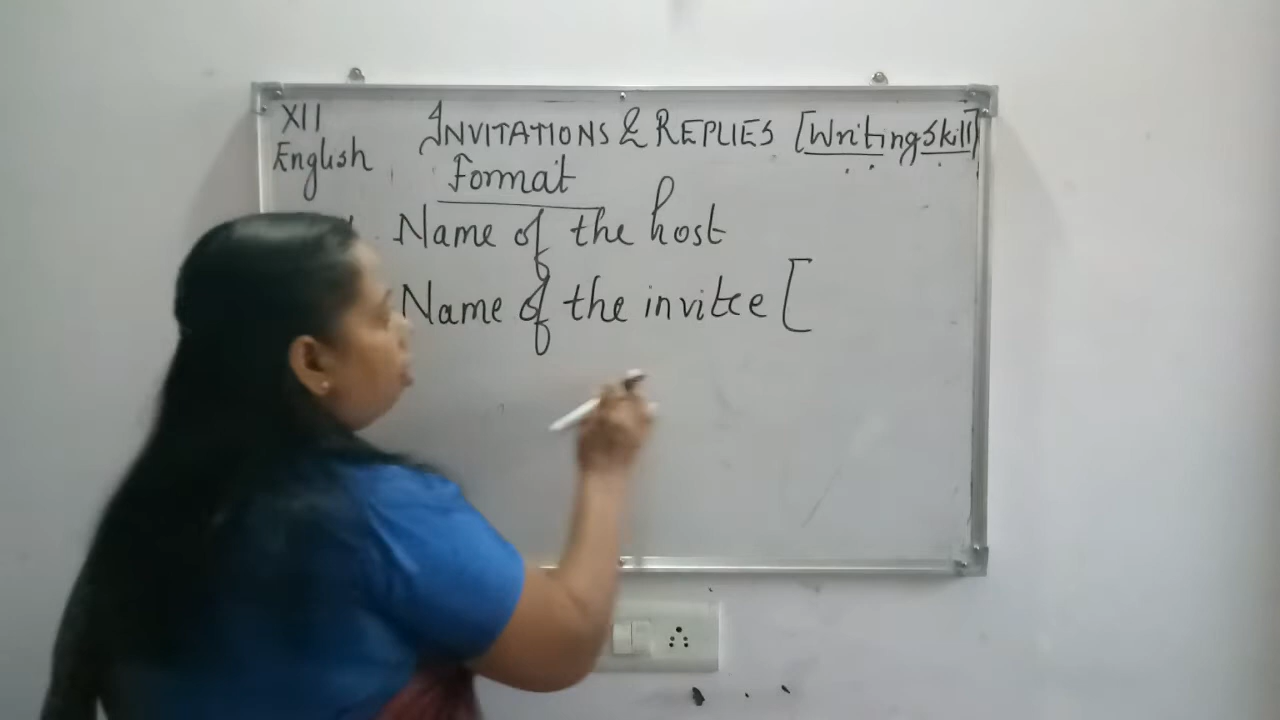 XII INVITATIONS & REPLIES [Writing Skill]
English
Format
Name of the host
Name of the invitee [